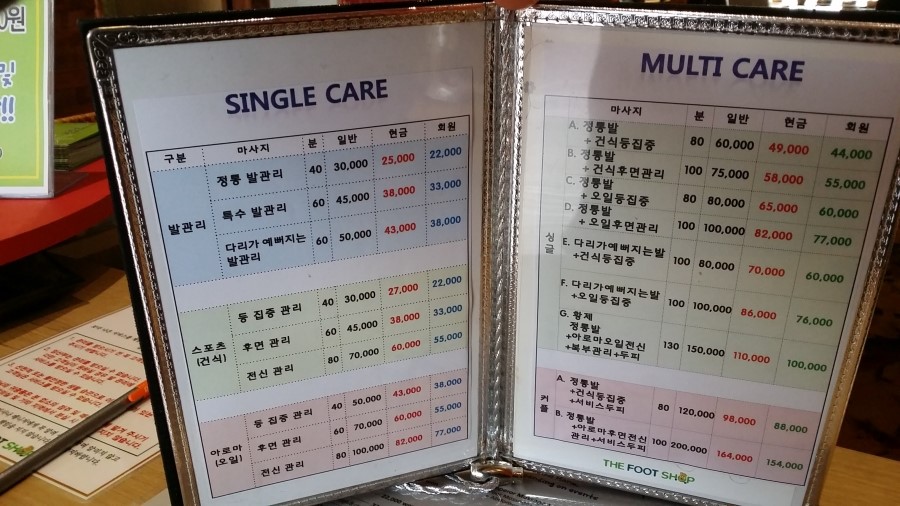 SINGLE CARE
구분 마사지 분 일반 현금 회원
발관리
정통 발관리 40 30,000 25,000 22,000
특수 발관리 60 45,000 38,000 33,000
다리가 예뻐지는
발관리 60 50,000 43,000 38,000
스포츠
(건식)
등 집중 관리 40 30,000 27,000 22,000
후면 관리 60 45,000 38,000 33,000
전신 관리 80 70,000 60,000 55,000
아로마
(오일)
등 집중 관리 40 50,000 43,000 38,000
후면 관리 60 70,000 60,000 55,000
전신 관리 80 100,000 82,000 77,000
MULTI CARE
마사지 분 일반 현금 회원
싱글
A. 정통발
+ 건식등집중 80 60,000 49,000 44,000
B. 정통발
+ 건식후면관리 100 75,000 58,000 55,000
C. 정통발
+ 오일등집중 80 80,000 65,000 60,000
D. 정통발
+ 오일후면관리 100 100,000 82,000 77,000
E. 다리가예뻐지는발
+건식등집중 100 80,000 70,000 60,000
F. 다리가예뻐지는발
+오일등집중 100 100,000 86,000 76,000
G. 황제
정통발
+아로마오일전신
+복부관리+두피 130 150,000 110,000 100,000
커플
A. 정통발
+건식등집중
+서비스두피 80 120,000 98,000 88,000
B. 정통발
+아로마후면전신
관리+서비스두피 100 200,000 164,000 154,000
THE FOOT SHOP